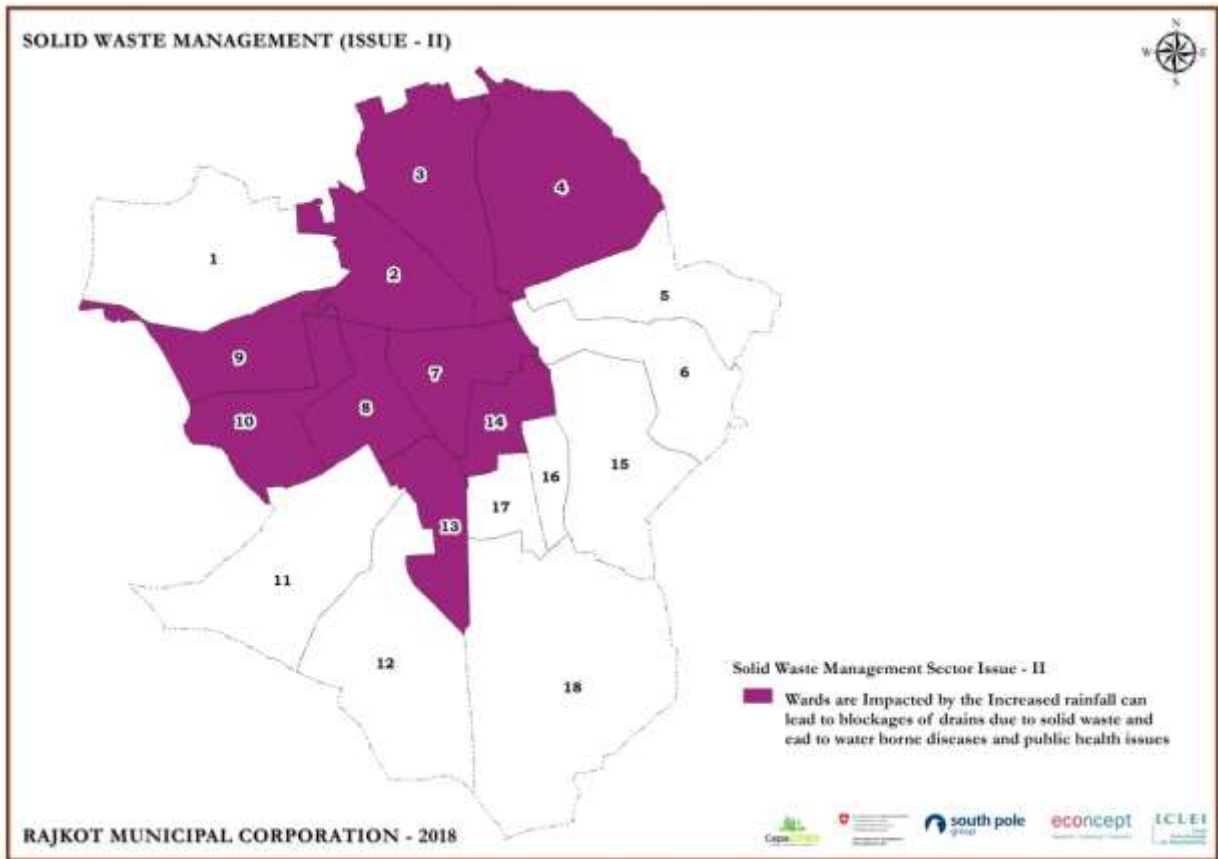 SOLID WASTE MANAGEMENT (ISSUE - II)
N
W E
S
3
4
1
2
5
9
7
6
10
8
14
15
16
17
13
11
12
18
Solid Waste Management Sector Issue - II
Wards are Impacted by the Increased rainfall can
lead to blockages of drains due to solid waste and
ead to water borne diseases and public health issues
RAJKOT MUNICIPAL CORPORATION - 2018
CapaCITIES
south pole
group
econcept
ICLEI